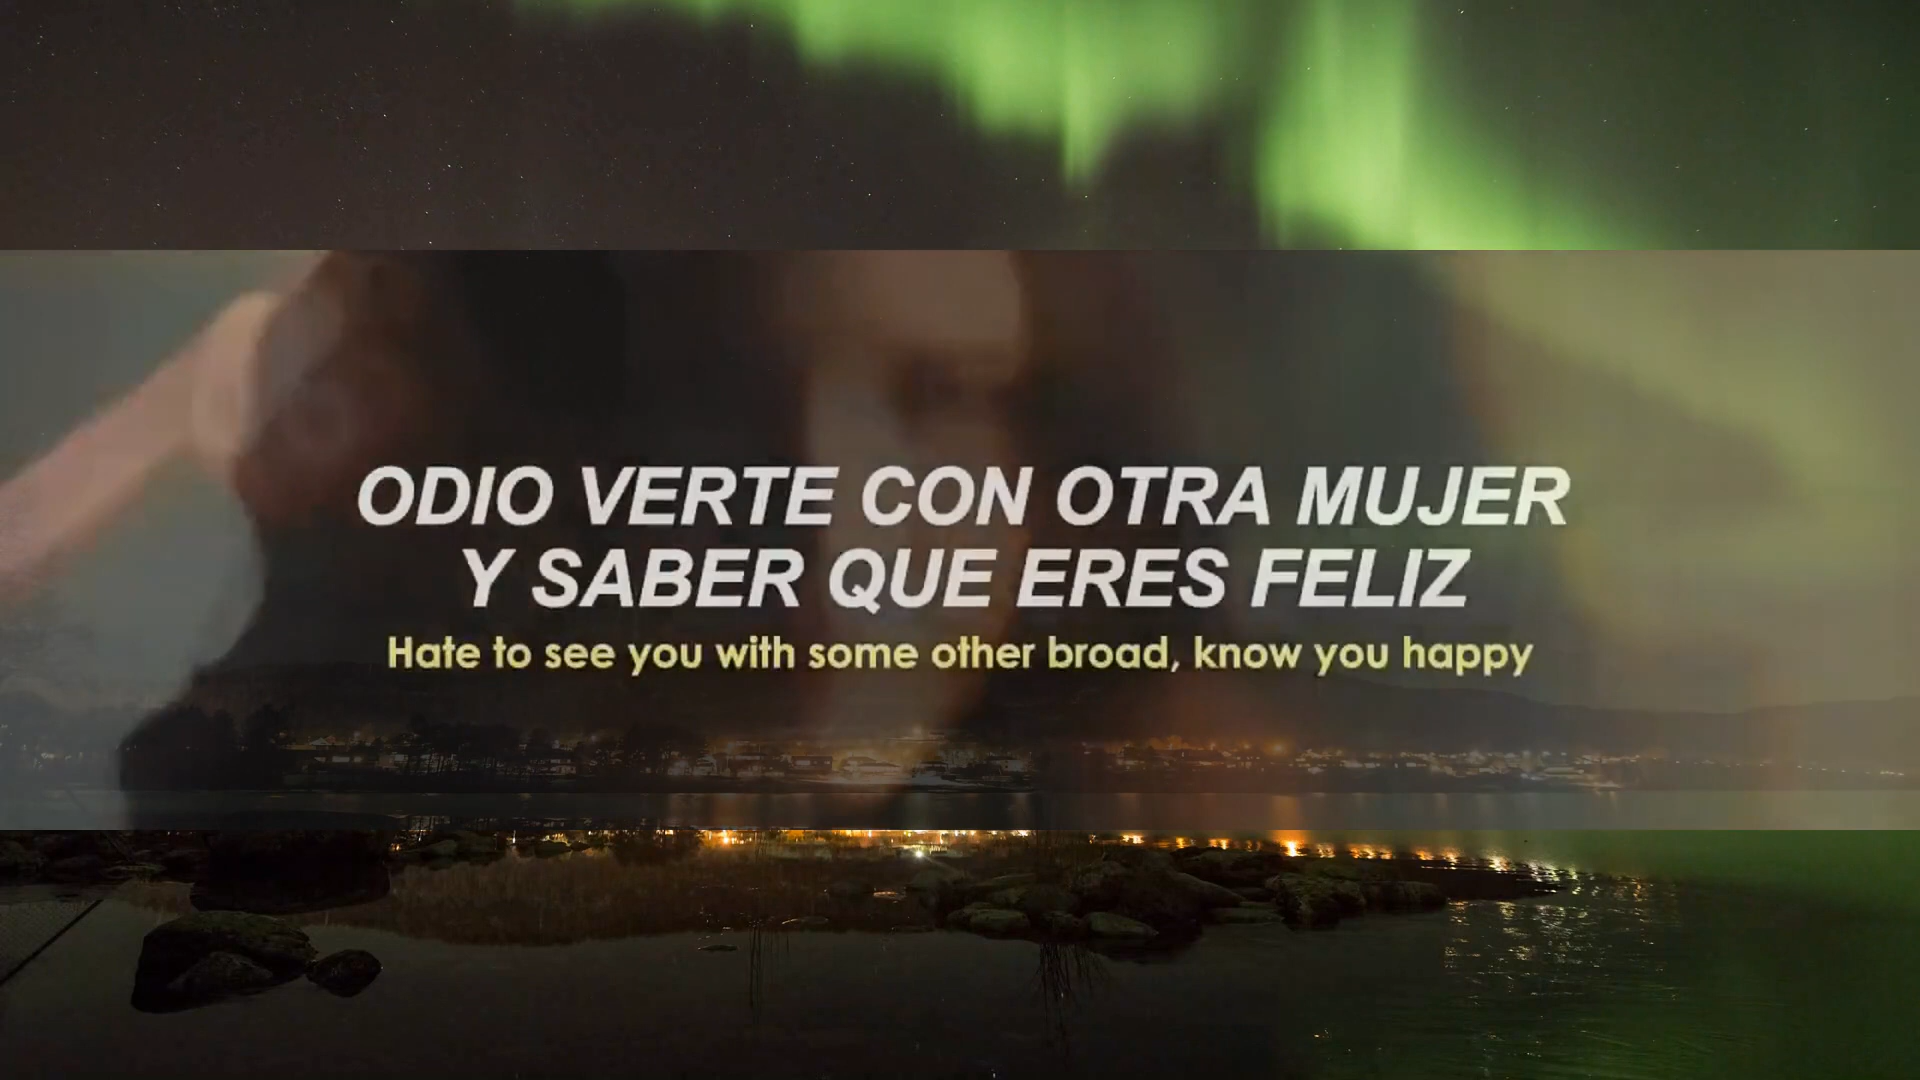 ODIO VERTE CON OTRA MUJER
Y SABER QUE ERES FELIZ
Hate to see you with some other broad, know you happy